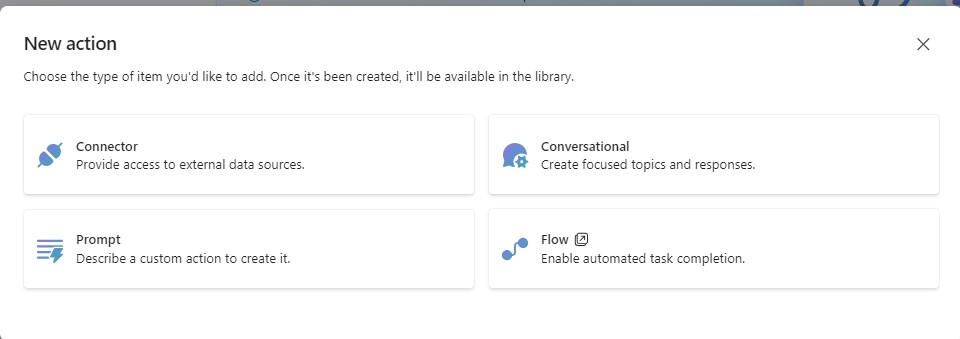 New action
Choose the type of item you'd like to add. Once it's been created, it'll be available in the library.
Connector
Provide access to external data sources.
Conversational
Create focused topics and responses.
Prompt
Describe a custom action to create it.
Flow
Enable automated task completion.